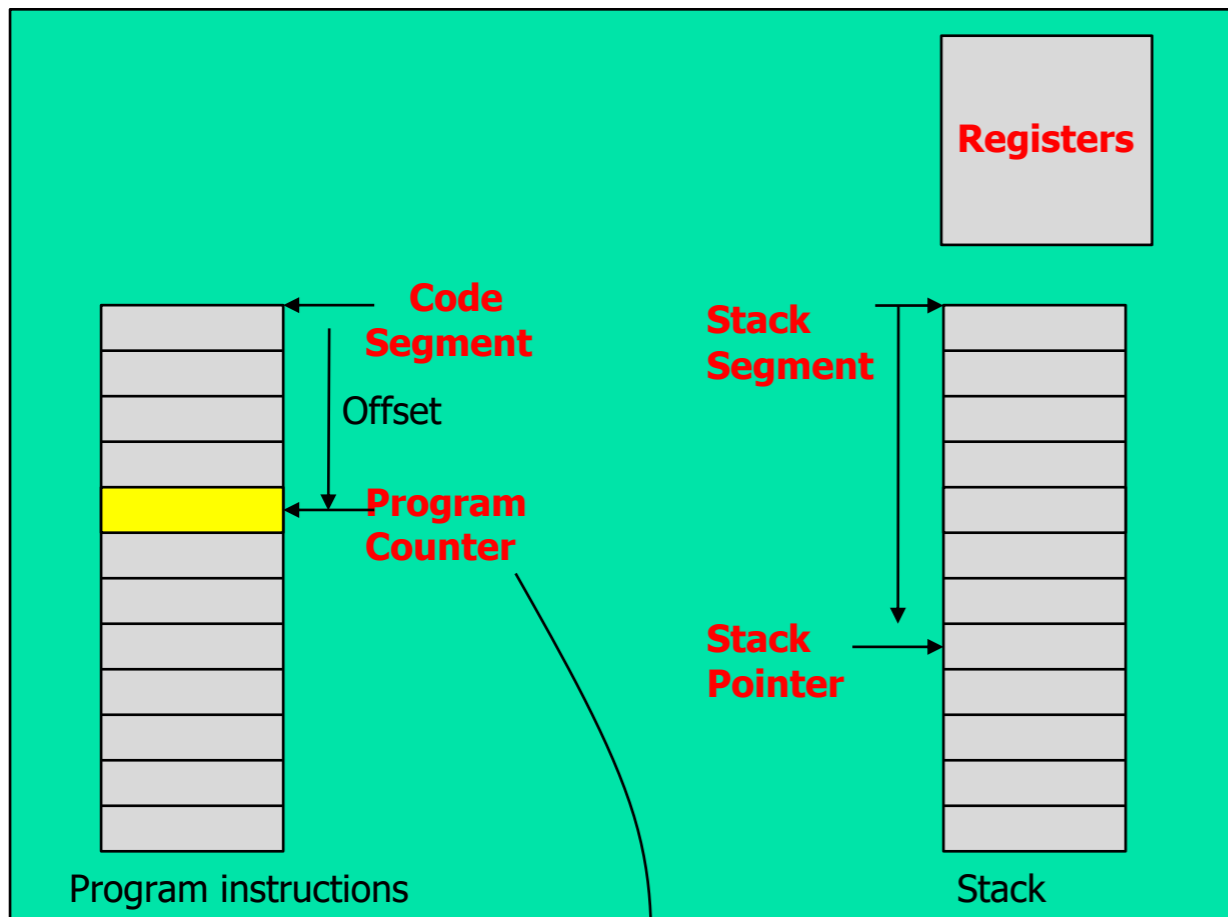 Registers
Code
Segment
Offset
Program
Counter
Stack
Segment
Stack
Pointer
Program instructions
Stack